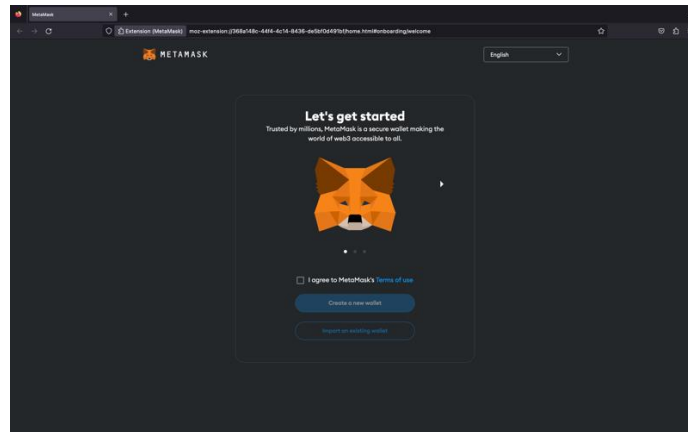 MetaMask
Extension (MetaMask) moz-extension://368a148c-44f4-4c14-8436-de5bf0d491bf/home.html#onboarding/welcome
METAMASK
English
Let's get started
Trusted by millions, MetaMask is a secure wallet making the
world of web3 accessible to all.
I agree to MetaMask's Terms of use
Create a new wallet
Import an existing wallet